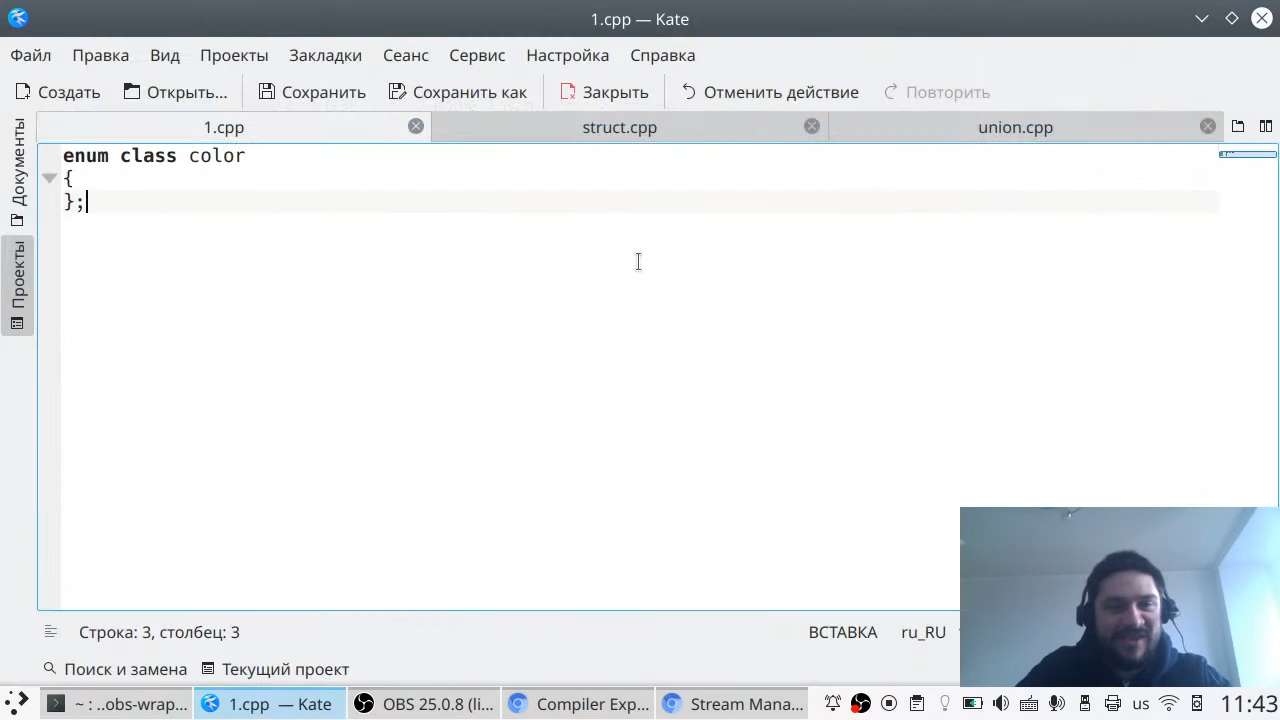 1.cpp — Kate
Файл Правка Вид Проекты Закладки Сеанс Сервис Настройка Справка
Создать Открыть... Сохранить Сохранить как Закрыть Отменить действие Повторить
1.cpp struct.cpp union.cpp
Документы
Проекты
enum class color
{
};
Строка: 3, столбец: 3 ВСТАВКА ru_RU
Поиск и замена Текущий проект
~ : ..obs-wrap... 1.cpp — Kate OBS 25.0.8 (li... Compiler Exp... Stream Mana... us 11:43